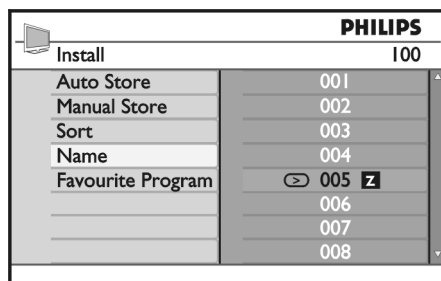 PHILIPS
Install 100
Auto Store 001
Manual Store 002
Sort 003
Name 004
Favourite Program 005 Z
006
007
008